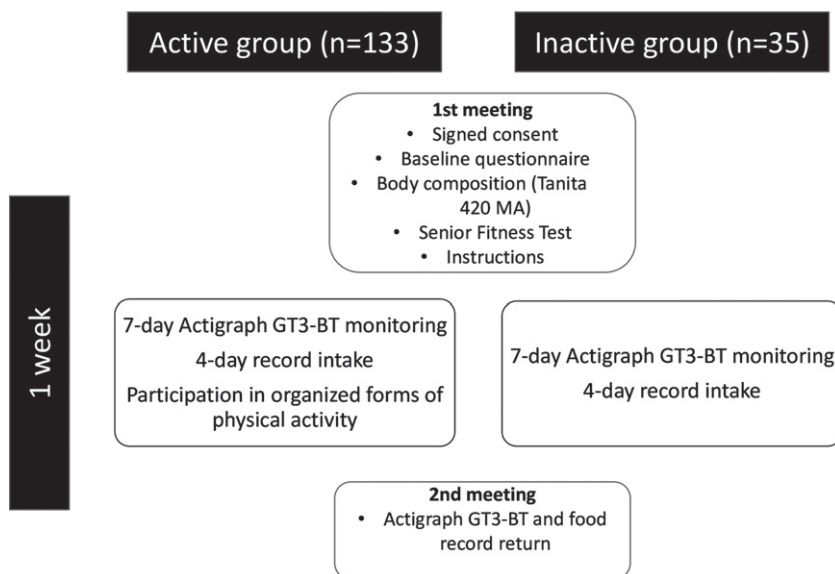 Active group (n=133)
Inactive group (n=35)
1st meeting
• Signed consent
• Baseline questionnaire
• Body composition (Tanita
420 MA)
• Senior Fitness Test
• Instructions
1 week
7-day Actigraph GT3-BT monitoring
4-day record intake
Participation in organized forms of
physical activity
7-day Actigraph GT3-BT monitoring
4-day record intake
2nd meeting
• Actigraph GT3-BT and food
record return